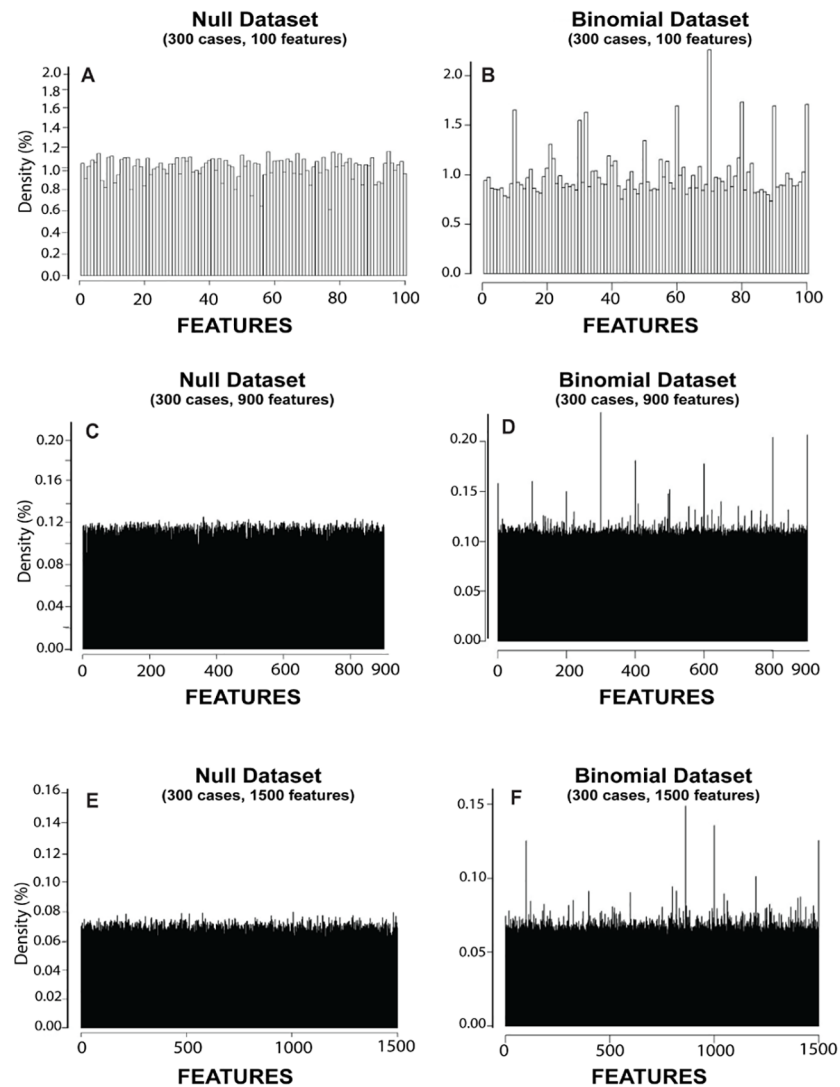 Null Dataset
(300 cases, 100 features)
A
Density (%)
2.0
1.8
1.6
1.4
1.2
1.0
0.8
0.6
0.4
0.2
0.0
0 20 40 60 80 100
FEATURES
Binomial Dataset
(300 cases, 100 features)
B
2.0
1.5
1.0
0.5
0.0
0 20 40 60 80 100
FEATURES
Null Dataset
(300 cases, 900 features)
C
Density (%)
0.20
0.16
0.12
0.08
0.04
0.00
0 200 400 600 800 900
FEATURES
Binomial Dataset
(300 cases, 900 features)
D
0.20
0.15
0.10
0.05
0.00
0 200 400 600 800 900
FEATURES
Null Dataset
(300 cases, 1500 features)
E
Density (%)
0.16
0.14
0.12
0.10
0.08
0.06
0.04
0.02
0.00
0 500 1000 1500
FEATURES
Binomial Dataset
(300 cases, 1500 features)
F
0.15
0.10
0.05
0.00
0 500 1000 1500
FEATURES